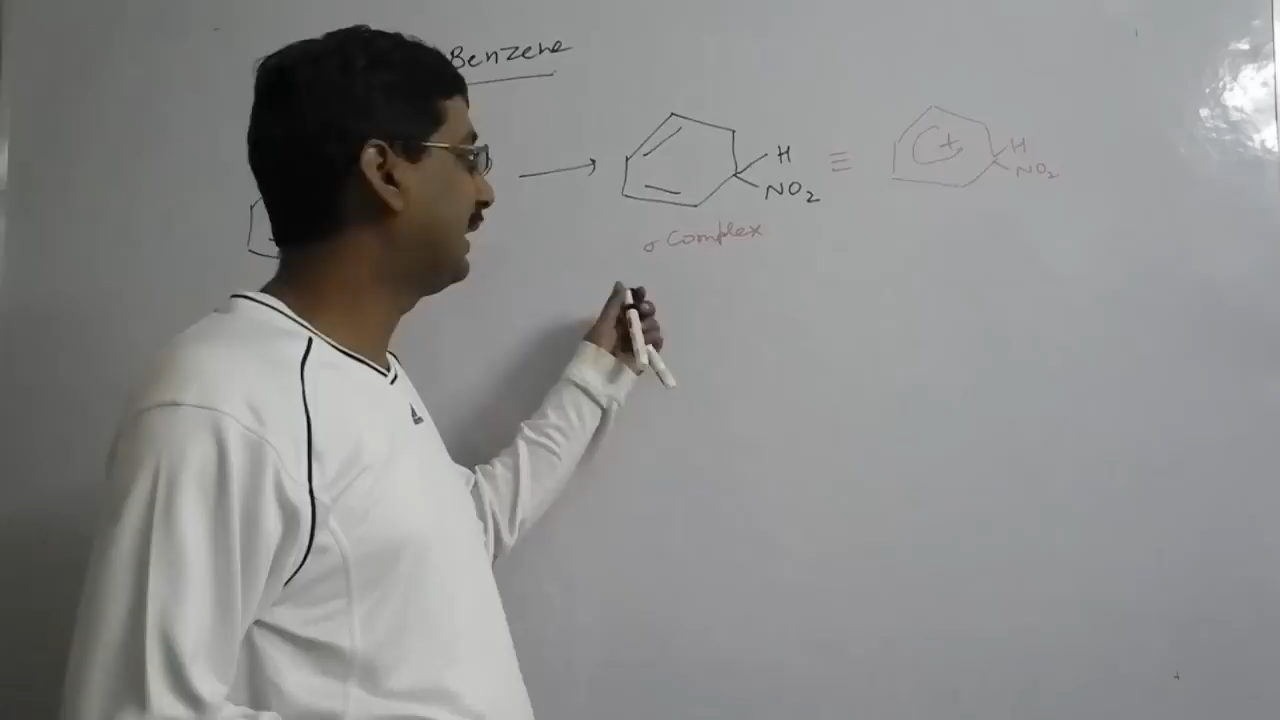 Benzene
H
NO₂
≡
+
H
NO₂
σ Complex